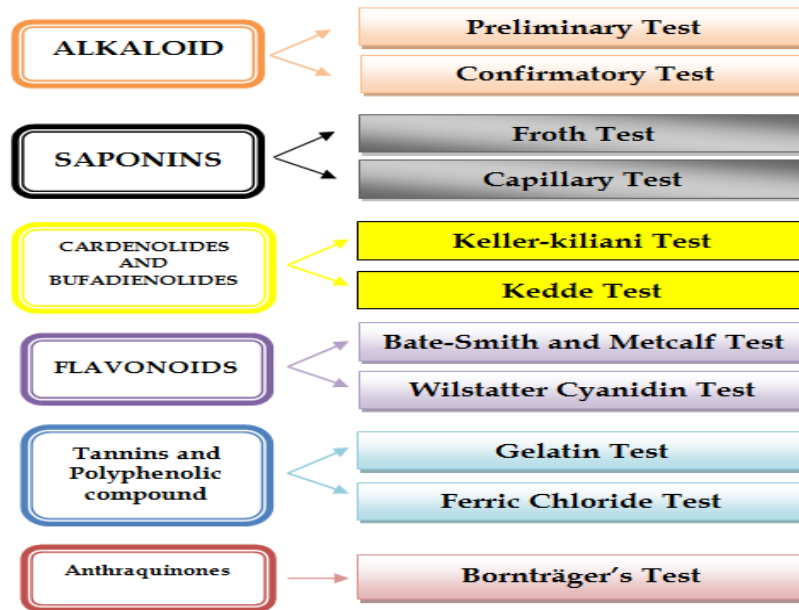 ALKALOID
Preliminary Test
Confirmatory Test
SAPONINS
Froth Test
Capillary Test
CARDENOLIDES
AND
BUFADIENOLIDES
Keller-kiliani Test
Kedde Test
FLAVONOIDS
Bate-Smith and Metcalf Test
Wilstatter Cyanidin Test
Tannins and
Polyphenolic
compound
Gelatin Test
Ferric Chloride Test
Anthraquinones
Bornträger's Test